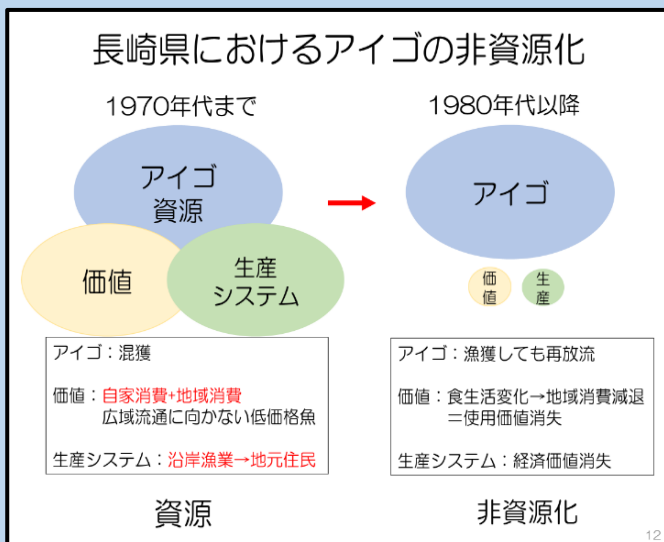 長崎県におけるアイゴの非資源化
1970年代まで
アイゴ
資源
価値
生産
システム
アイゴ：混獲
価値：自家消費+地域消費
広域流通に向かない低価格魚
生産システム：沿岸漁業→地元住民
資源
1980年代以降
アイゴ
価
値
生
産
アイゴ：漁獲しても再放流
価値：食生活変化→地域消費減退
＝使用価値消失
生産システム：経済価値消失
非資源化
12